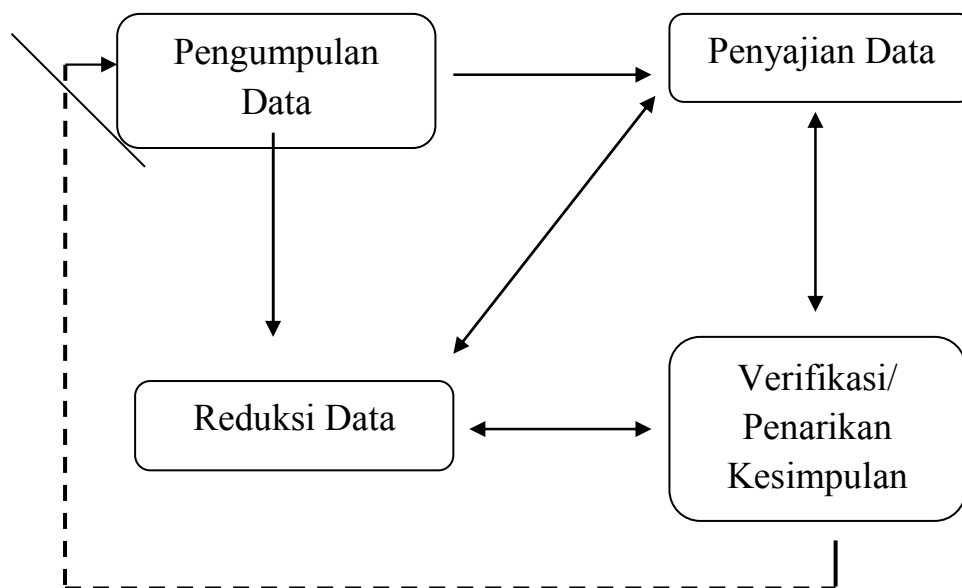 Pengumpulan
Data
Penyajian Data
Reduksi Data
Verifikasi/
Penarikan
Kesimpulan